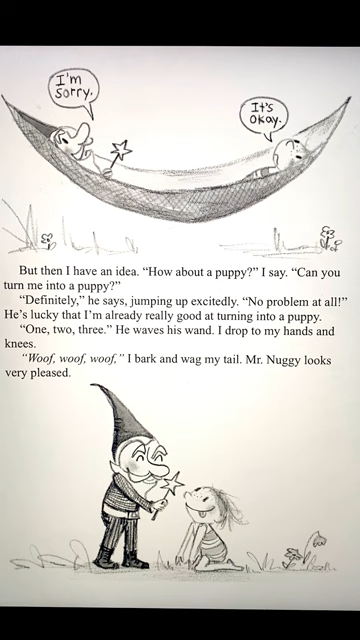 I'm
sorry.
It's
okay.
But then I have an idea. “How about a puppy?” I say. “Can you
turn me into a puppy?”
“Definitely,” he says, jumping up excitedly. “No problem at all!”
He’s lucky that I’m already really good at turning into a puppy.
“One, two, three.” He waves his wand. I drop to my hands and
knees.
“Woof, woof, woof,” I bark and wag my tail. Mr. Nuggy looks
very pleased.